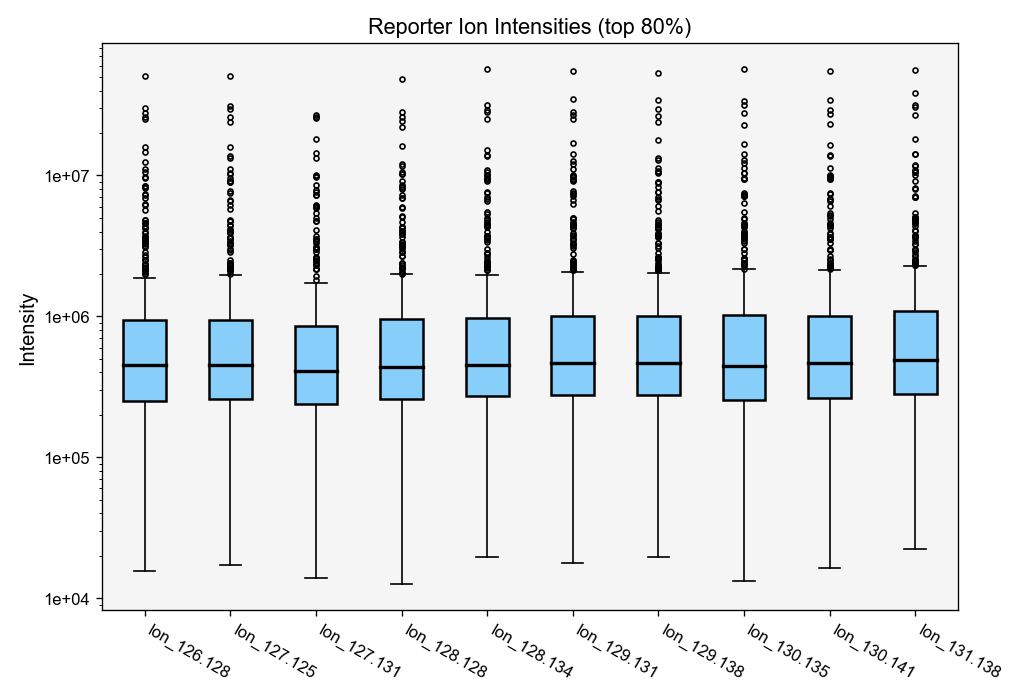 Reporter Ion Intensities (top 80%)
Intensity
1e+07
1e+06
1e+05
1e+04
Ion_126.128
Ion_127.125
Ion_127.131
Ion_128.128
Ion_128.134
Ion_129.131
Ion_129.138
Ion_130.135
Ion_130.141
Ion_131.138